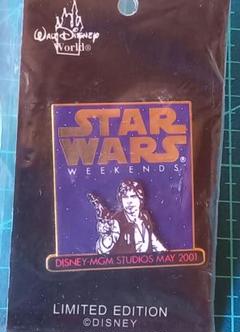 Walt Disney
World®
STAR
WARS®
WEEKENDS
DISNEY-MGM STUDIOS MAY 2001
LIMITED EDITION
©DISNEY